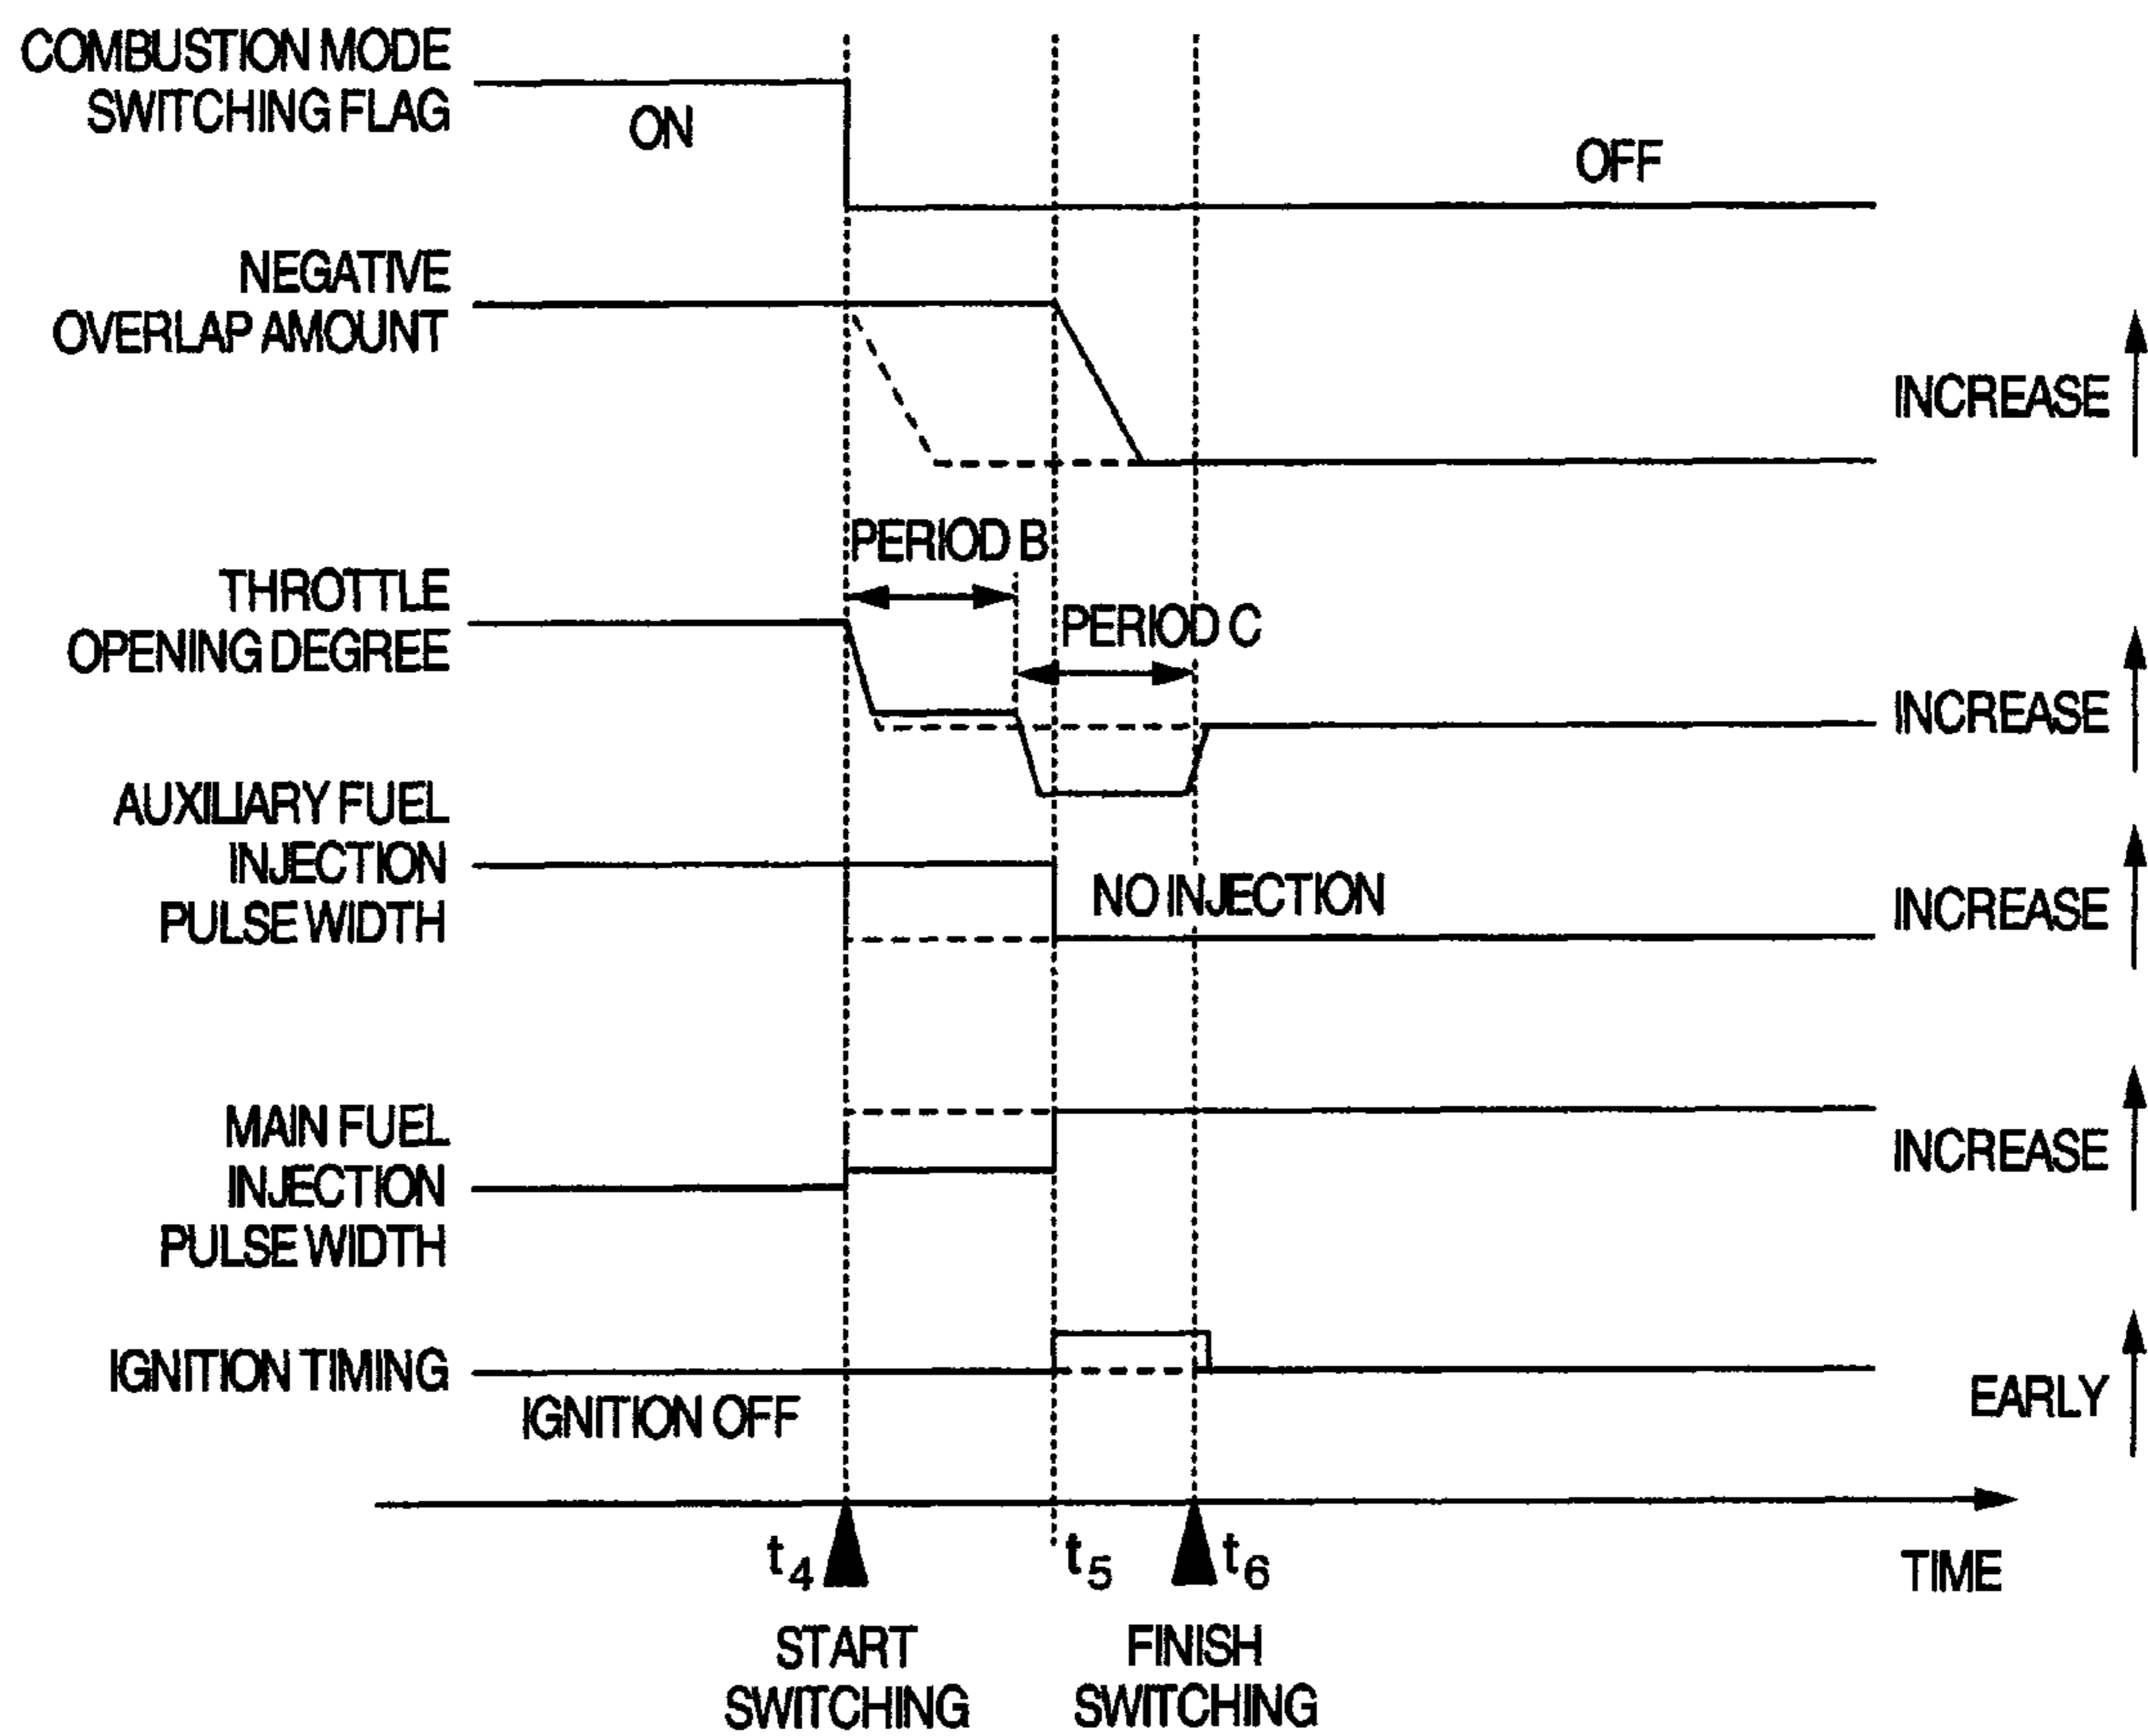 COMBUSTION MODE
SWITCHING FLAG
ON
OFF
NEGATIVE
OVERLAP AMOUNT
INCREASE
PERIOD B
THROTTLE
OPENING DEGREE
PERIOD C
INCREASE
AUXILIARY FUEL
INJECTION
PULSE WIDTH
NO INJECTION
INCREASE
MAIN FUEL
INJECTION
PULSE WIDTH
INCREASE
IGNITION TIMING
IGNITION OFF
EARLY
t4
t5
t6
TIME
START
SWITCHING
FINISH
SWITCHING